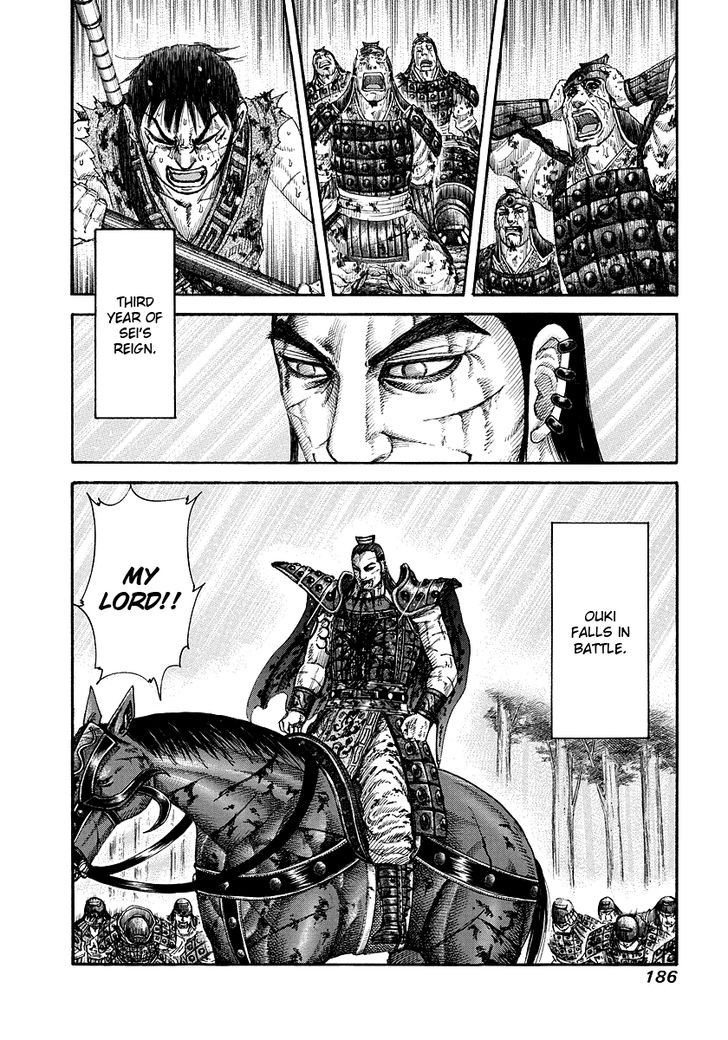 THIRD
YEAR OF
SEI'S
REIGN.
MY
LORD!!
OUKI
FALLS IN
BATTLE.
186